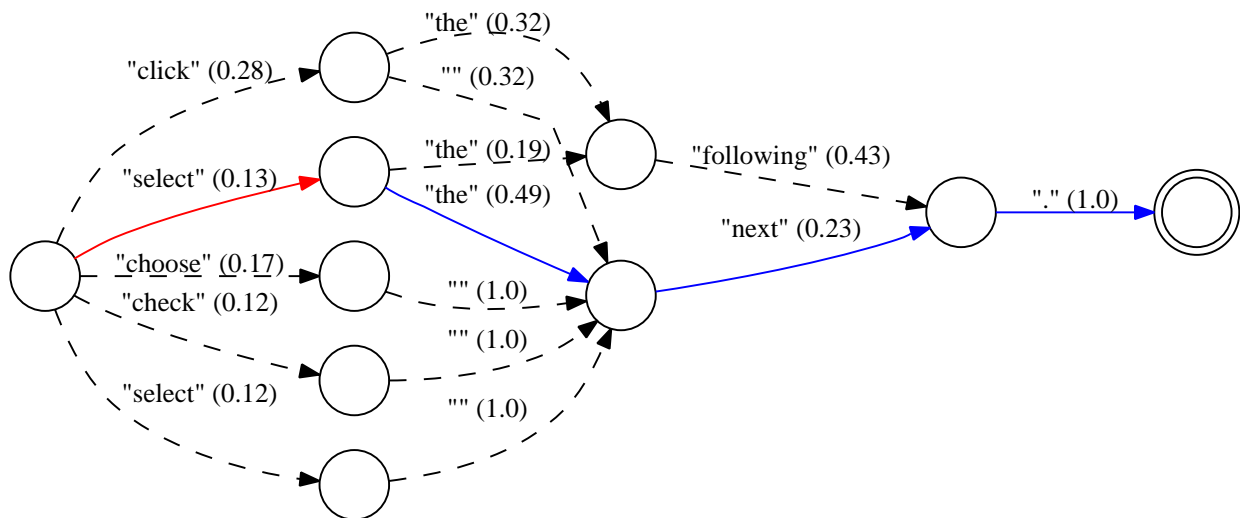 "the" (0.32)
"click" (0.28)
"" (0.32)
"the" (0.19)
"following" (0.43)
"select" (0.13)
"the" (0.49)
"." (1.0)
"next" (0.23)
"choose" (0.17)
"" (1.0)
"check" (0.12)
"" (1.0)
"select" (0.12)
"" (1.0)